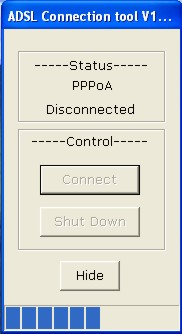 ADSL Connection tool V1...
-----Status-----
PPPoA
Disconnected
-----Control-----
Connect
Shut Down
Hide